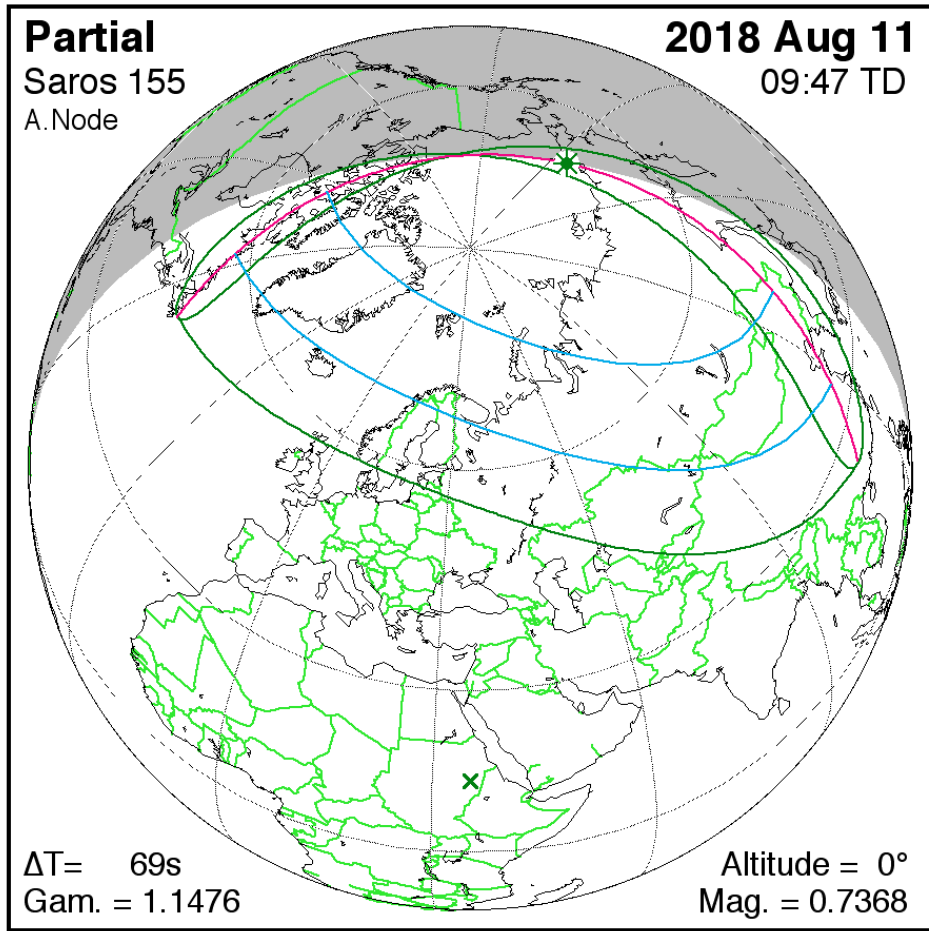 Partial
Saros 155
A.Node
2018 Aug 11
09:47 TD
ΔT= 69s
Gam. = 1.1476
Altitude = 0°
Mag. = 0.7368